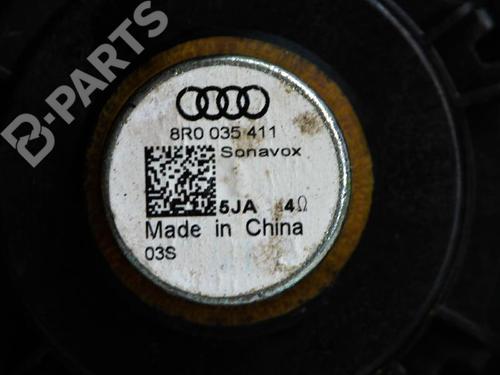 B-PARTS
8R0 035 411
Sonavox
5JA 4Ω
Made in China
03S